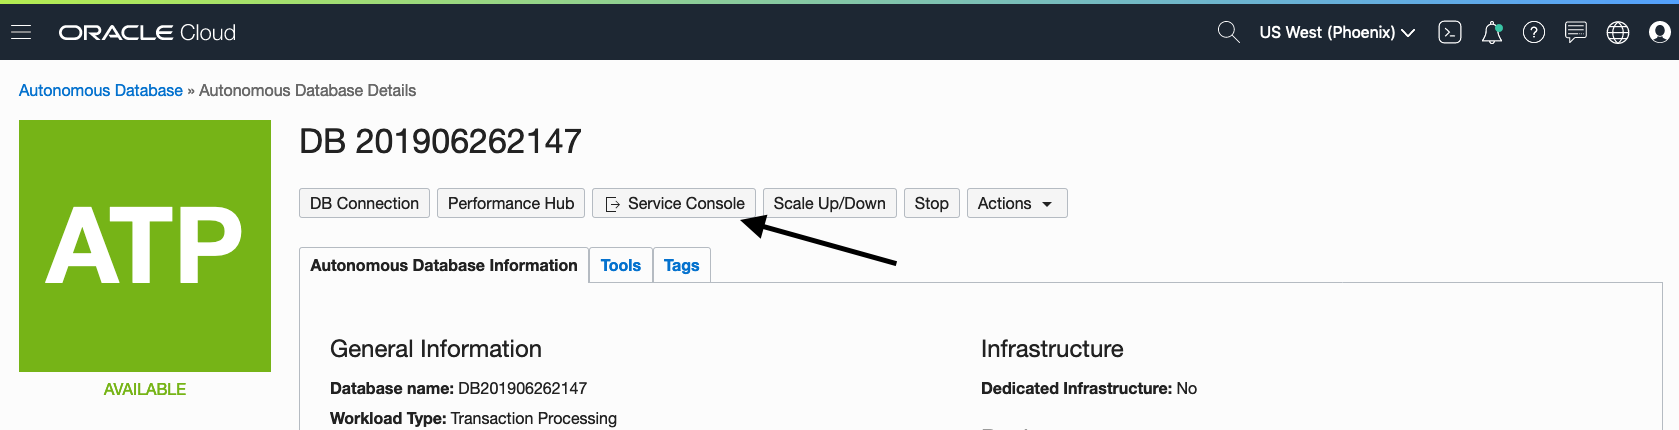 ORACLE Cloud
US West (Phoenix)
Autonomous Database » Autonomous Database Details
ATP
AVAILABLE
DB 201906262147
DB Connection
Performance Hub
Service Console
Scale Up/Down
Stop
Actions
Autonomous Database Information
Tools
Tags
General Information
Database name: DB201906262147
Workload Type: Transaction Processing
Infrastructure
Dedicated Infrastructure: No